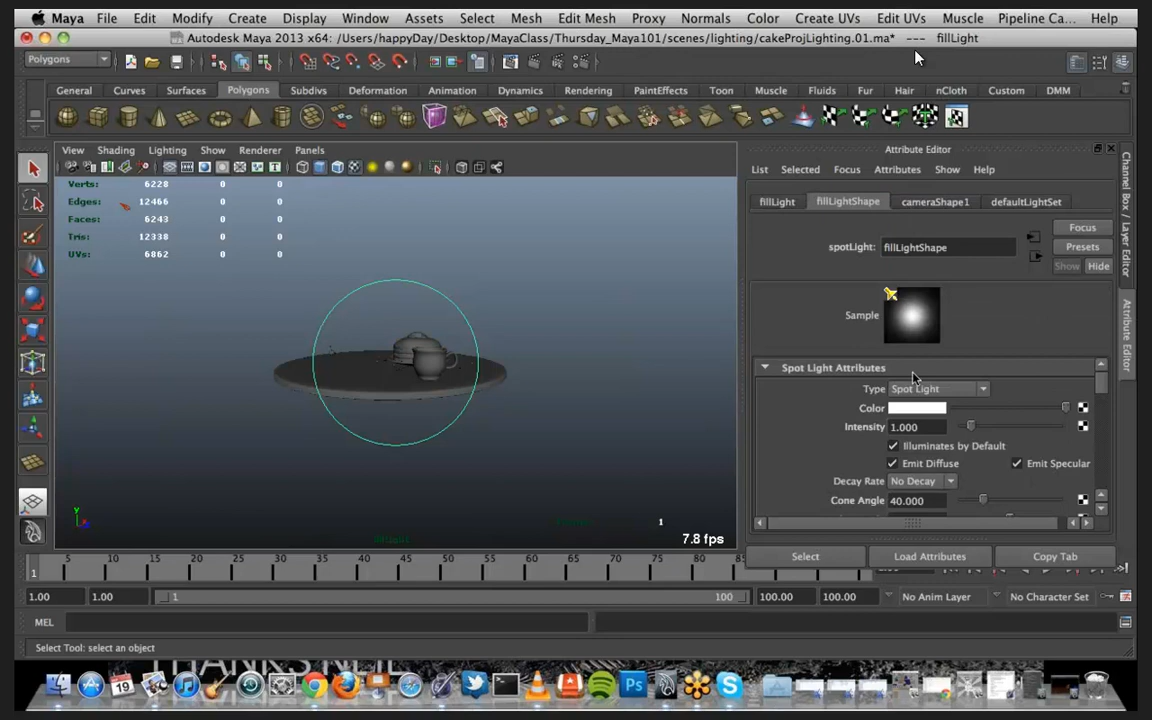 Maya File Edit Modify Create Display Window Assets Select Mesh Edit Mesh Proxy Normals Color Create UVs Edit UVs Muscle Pipeline Ca... Help
Autodesk Maya 2013 x64: /Users/happyDay/Desktop/MayaClass/Thursday_Maya101/scenes/lighting/cakeProjLighting.01.ma* --- fillLight
Polygons
General Curves Surfaces Polygons Subdivs Deformation Animation Dynamics Rendering PaintEffects Toon Muscle Fluids Fur Hair nCloth Custom DMM
View Shading Lighting Show Renderer Panels
Verts: 6228 0 0
Edges: 12466 0 0
Faces: 6243 0 0
Tris: 12338 0 0
UVs: 6862 0 0
y
1
7.8 fps
Attribute Editor
List Selected Focus Attributes Show Help
fillLight fillLightShape cameraShape1 defaultLightSet
spotLight: fillLightShape
Focus
Presets
Show Hide
Sample
Spot Light Attributes
Type Spot Light
Color
Intensity 1.000
Illuminates by Default
Emit Diffuse Emit Specular
Decay Rate No Decay
Cone Angle 40.000
Select Load Attributes Copy Tab
Channel Box / Layer Editor
Attribute Editor
1 5 10 15 20 25 30 35 40 45 50 55 60 65 70 75 80 85
1.00 1.00 1 100 100.00 100.00 No Anim Layer No Character Set
MEL
Select Tool: select an object
19
Ps